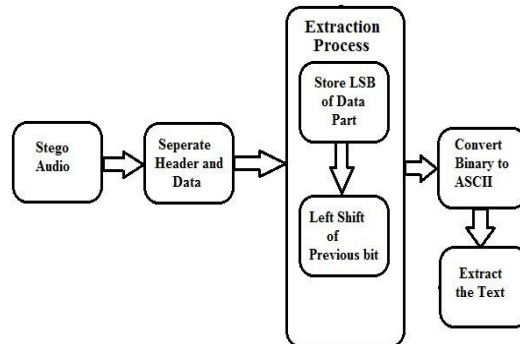 Stego
Audio
Seperate
Header and
Data
Extraction
Process
Store LSB
of Data
Part
Left Shift
of
Previous bit
Convert
Binary to
ASCII
Extract
the Text